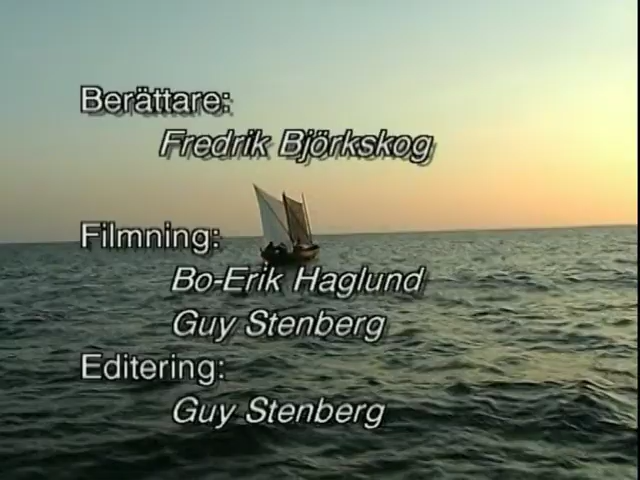 Berättare:
Fredrik Björkskog
Filmning:
Bo-Erik Haglund
Guy Stenberg
Editering:
Guy Stenberg